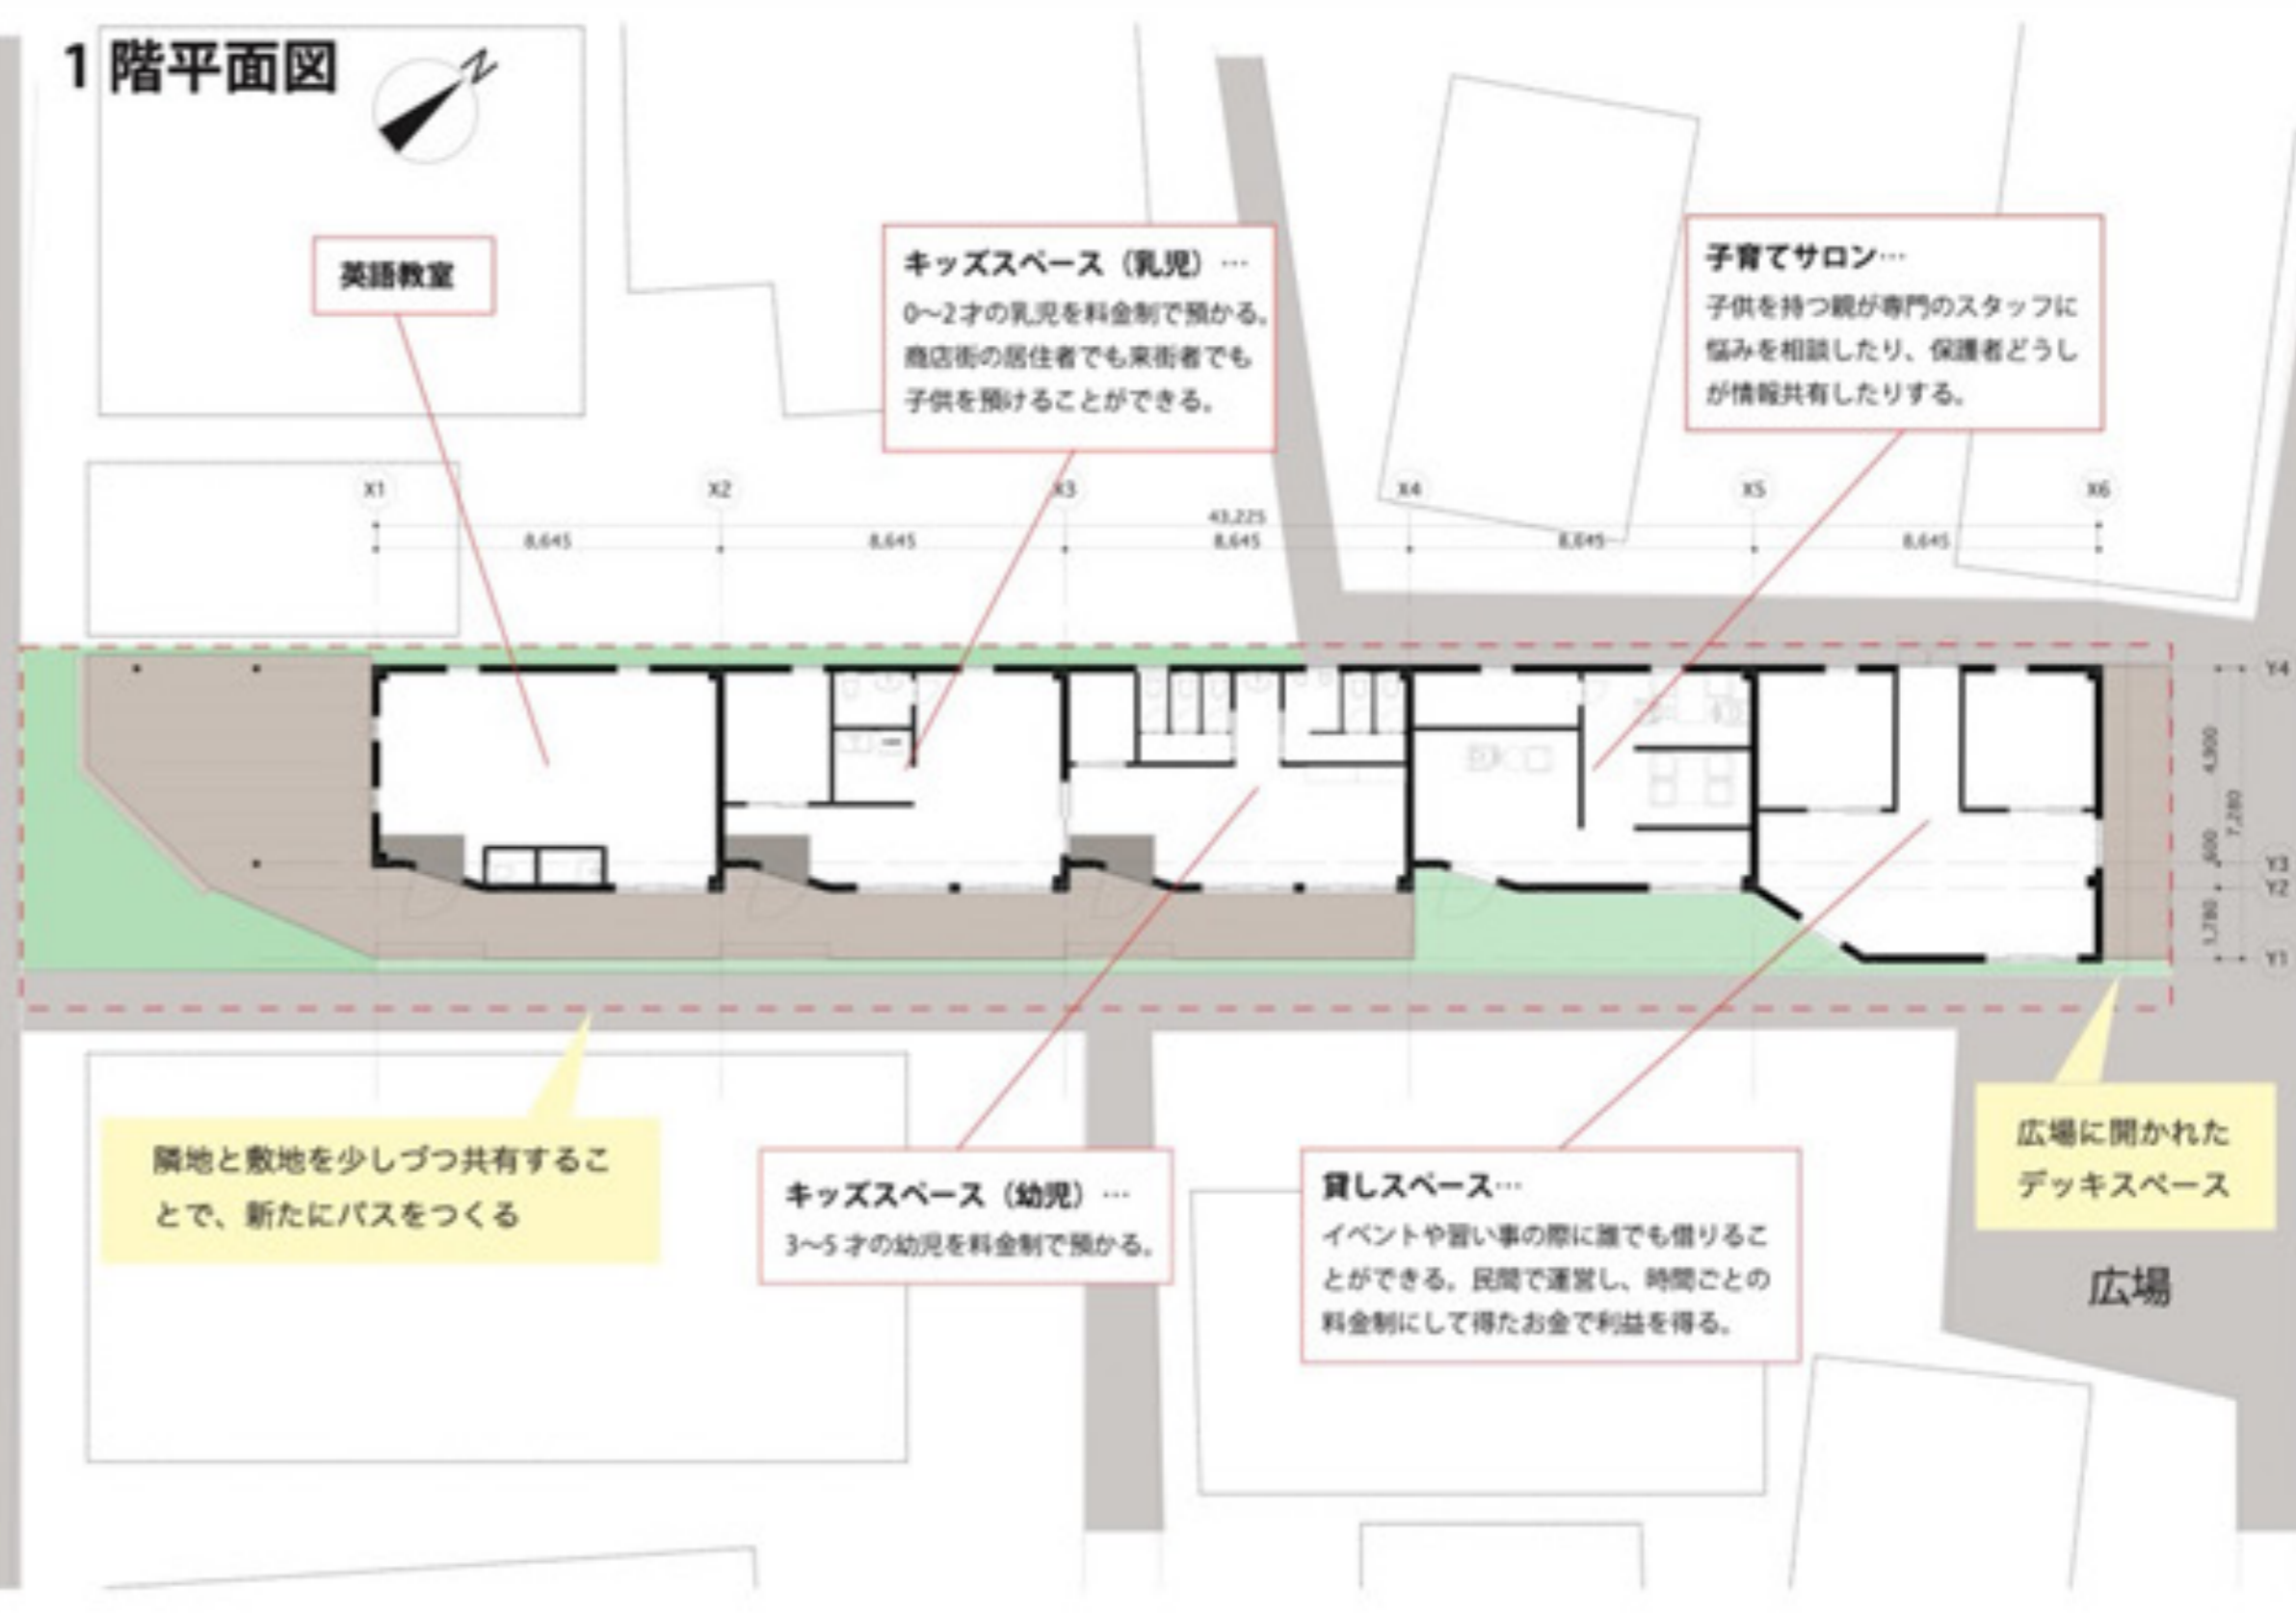 1階平面図
N
英語教室
キッズスペース（乳児）…
0～2才の乳児を料金制で預かる。
商店街の居住者でも来街者でも
子供を預けることができる。
子育てサロン…
子供を持つ親が専門のスタッフに
悩みを相談したり、保護者どうし
が情報共有したりする。
X1
X2
X3
X4
X5
X6
43,225
8,645
8,645
8,645
8,645
8,645
Y4
4,900
7,280
600
Y3
Y2
1,780
Y1
隣地と敷地を少しづつ共有するこ
とで、新たにパスをつくる
キッズスペース（幼児）…
3～5才の幼児を料金制で預かる。
貸しスペース…
イベントや習い事の際に誰でも借りるこ
とができる。民間で運営し、時間ごとの
料金制にして得たお金で利益を得る。
広場に開かれた
デッキスペース
広場